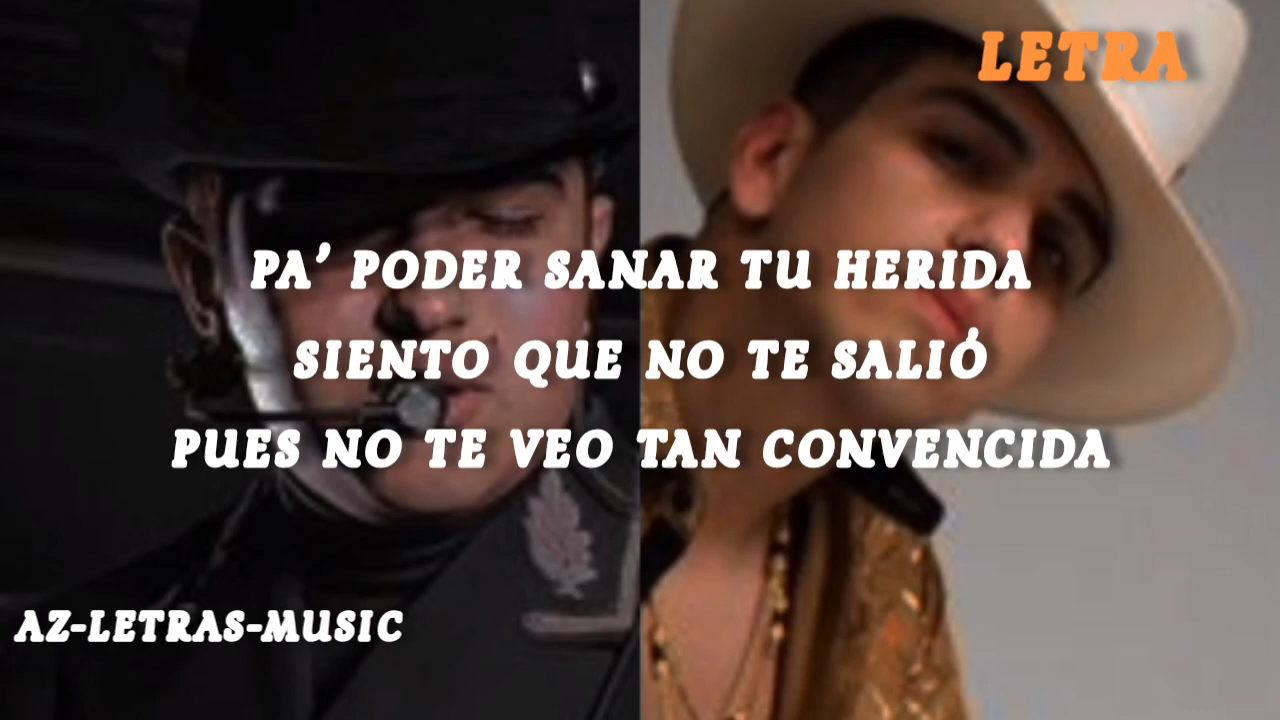 LETRA
PA’ PODER SANAR TU HERIDA
SIENTO QUE NO TE SALIÓ
PUES NO TE VEO TAN CONVENCIDA
AZ-LETRAS-MUSIC